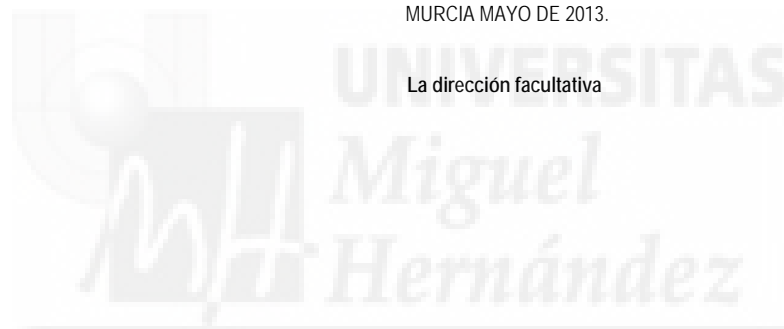 MURCIA MAYO DE 2013.
La dirección facultativa
UNIVERSITAS
Miguel
Hernández